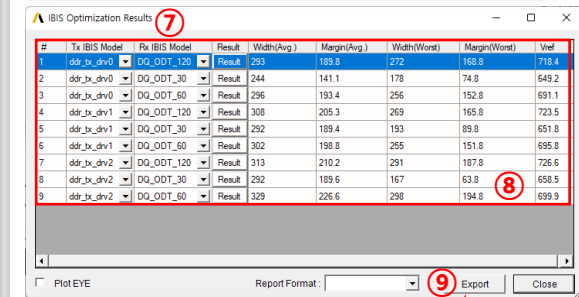 IBIS Optimization Results ⑦
# Tx IBIS Model Rx IBIS Model Result Width(Avg.) Margin(Avg.) Width(Worst) Margin(Worst) Vref
1 ddr_tx_drv0 DQ_ODT_120 Result 293 189.8 272 168.8 718.4
2 ddr_tx_drv0 DQ_ODT_30 Result 244 141.1 178 74.8 649.2
3 ddr_tx_drv0 DQ_ODT_60 Result 296 193.4 256 152.8 691.1
4 ddr_tx_drv1 DQ_ODT_120 Result 308 205.3 269 165.8 723.5
5 ddr_tx_drv1 DQ_ODT_30 Result 292 189.4 193 89.8 651.8
6 ddr_tx_drv1 DQ_ODT_60 Result 302 198.8 255 151.8 695.8
7 ddr_tx_drv2 DQ_ODT_120 Result 313 210.2 291 187.8 726.6
8 ddr_tx_drv2 DQ_ODT_30 Result 292 189.6 167 63.8 658.5
9 ddr_tx_drv2 DQ_ODT_60 Result 329 226.6 298 194.8 699.9
⑧
Plot EYE Report Format : ⑨ Export Close